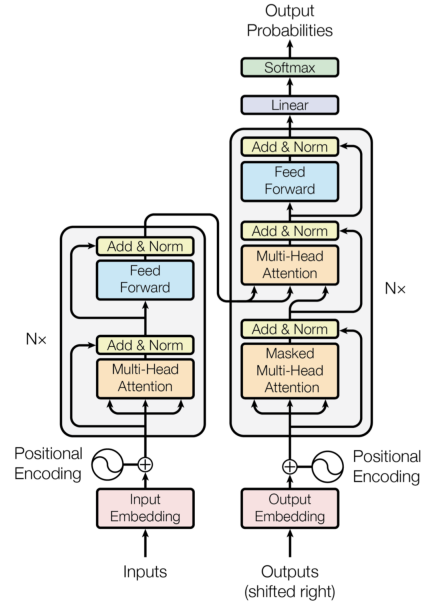 Output
Probabilities
Softmax
Linear
Add & Norm
Feed
Forward
Add & Norm
Multi-Head
Attention
Nx
Add & Norm
Masked
Multi-Head
Attention
Add & Norm
Feed
Forward
Nx
Add & Norm
Multi-Head
Attention
Positional
Encoding
Positional
Encoding
Input
Embedding
Output
Embedding
Inputs
Outputs
(shifted right)